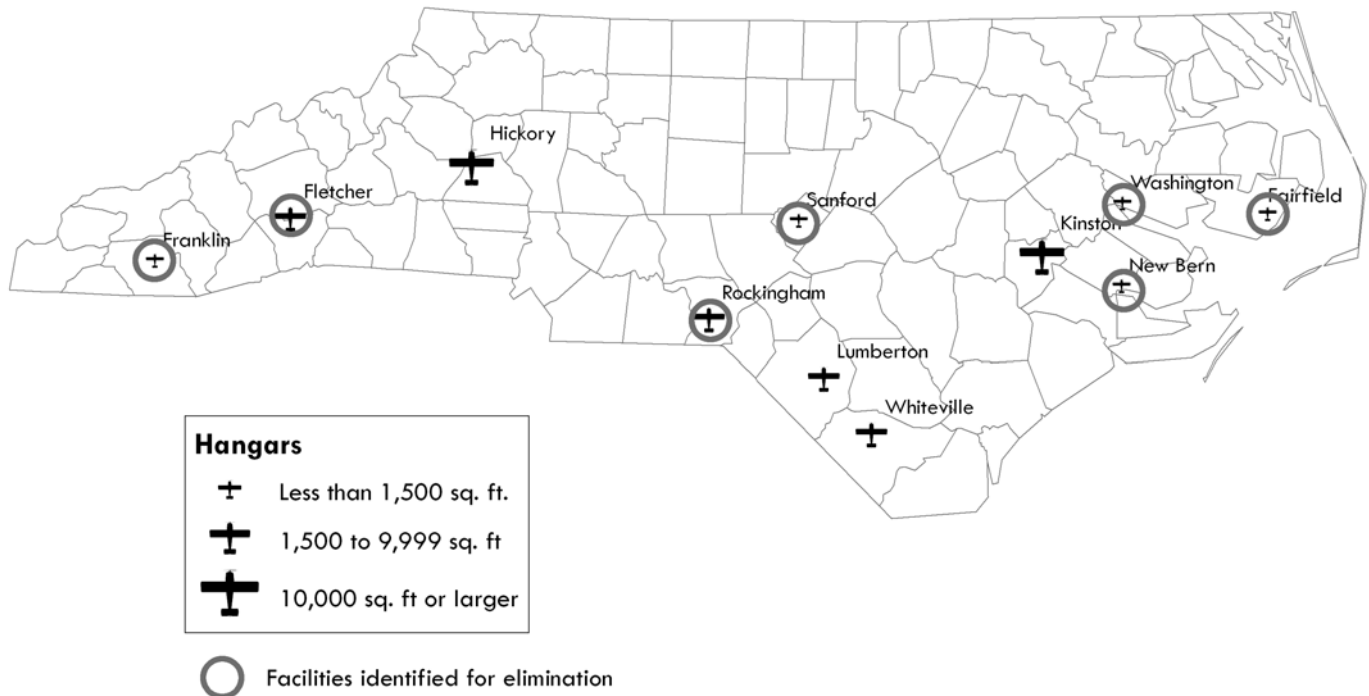 Hickory
Fletcher
Franklin
Sanford
Washington
Fairfield
Kinston
New Bern
Rockingham
Lumberton
Whiteville
Hangars
Less than 1,500 sq. ft.
1,500 to 9,999 sq. ft
10,000 sq. ft or larger
Facilities identified for elimination